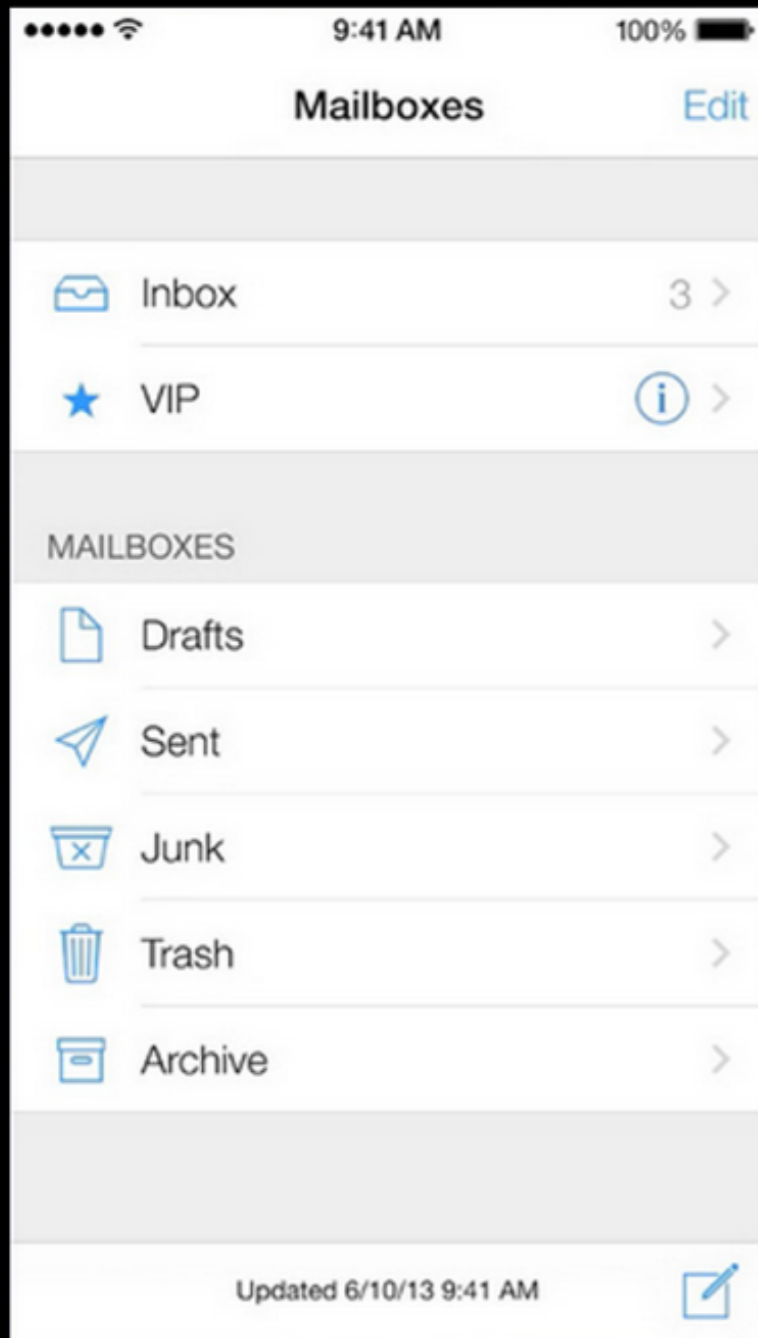 9:41 AM 100%
Mailboxes Edit
Inbox 3
VIP i
MAILBOXES
Drafts
Sent
Junk
Trash
Archive
Updated 6/10/13 9:41 AM